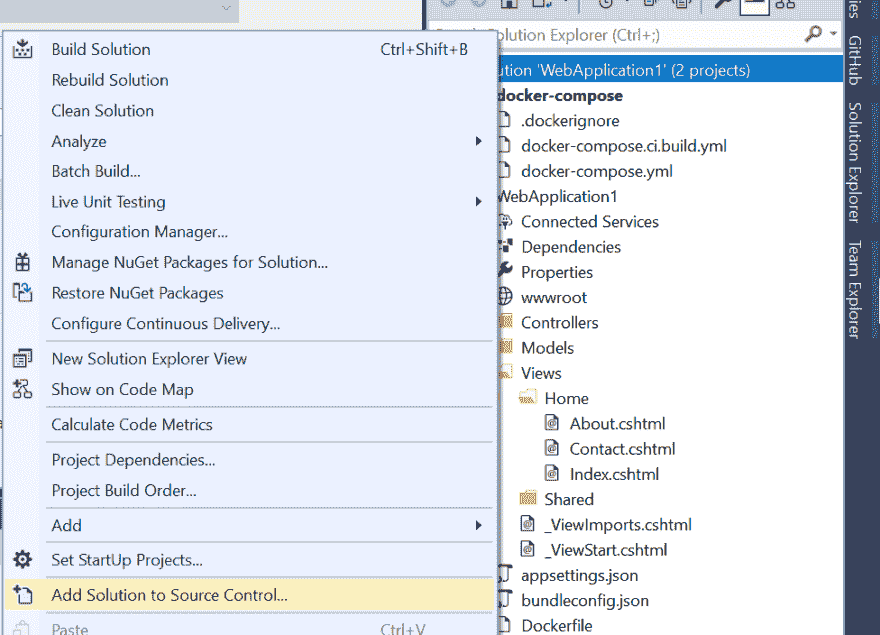 Build Solution Ctrl+Shift+B
Rebuild Solution
Clean Solution
Analyze
Batch Build...
Live Unit Testing
Configuration Manager...
Manage NuGet Packages for Solution...
Restore NuGet Packages
Configure Continuous Delivery...
New Solution Explorer View
Show on Code Map
Calculate Code Metrics
Project Dependencies...
Project Build Order...
Add
Set StartUp Projects...
Add Solution to Source Control...
Paste Ctrl+V
Solution Explorer (Ctrl+;)
ution 'WebApplication1' (2 projects)
docker-compose
.dockerignore
docker-compose.ci.build.yml
docker-compose.yml
WebApplication1
Connected Services
Dependencies
Properties
wwwroot
Controllers
Models
Views
Home
About.cshtml
Contact.cshtml
Index.cshtml
Shared
_ViewImports.cshtml
_ViewStart.cshtml
appsettings.json
bundleconfig.json
Dockerfile
GitHub
Solution Explorer
Team Explorer